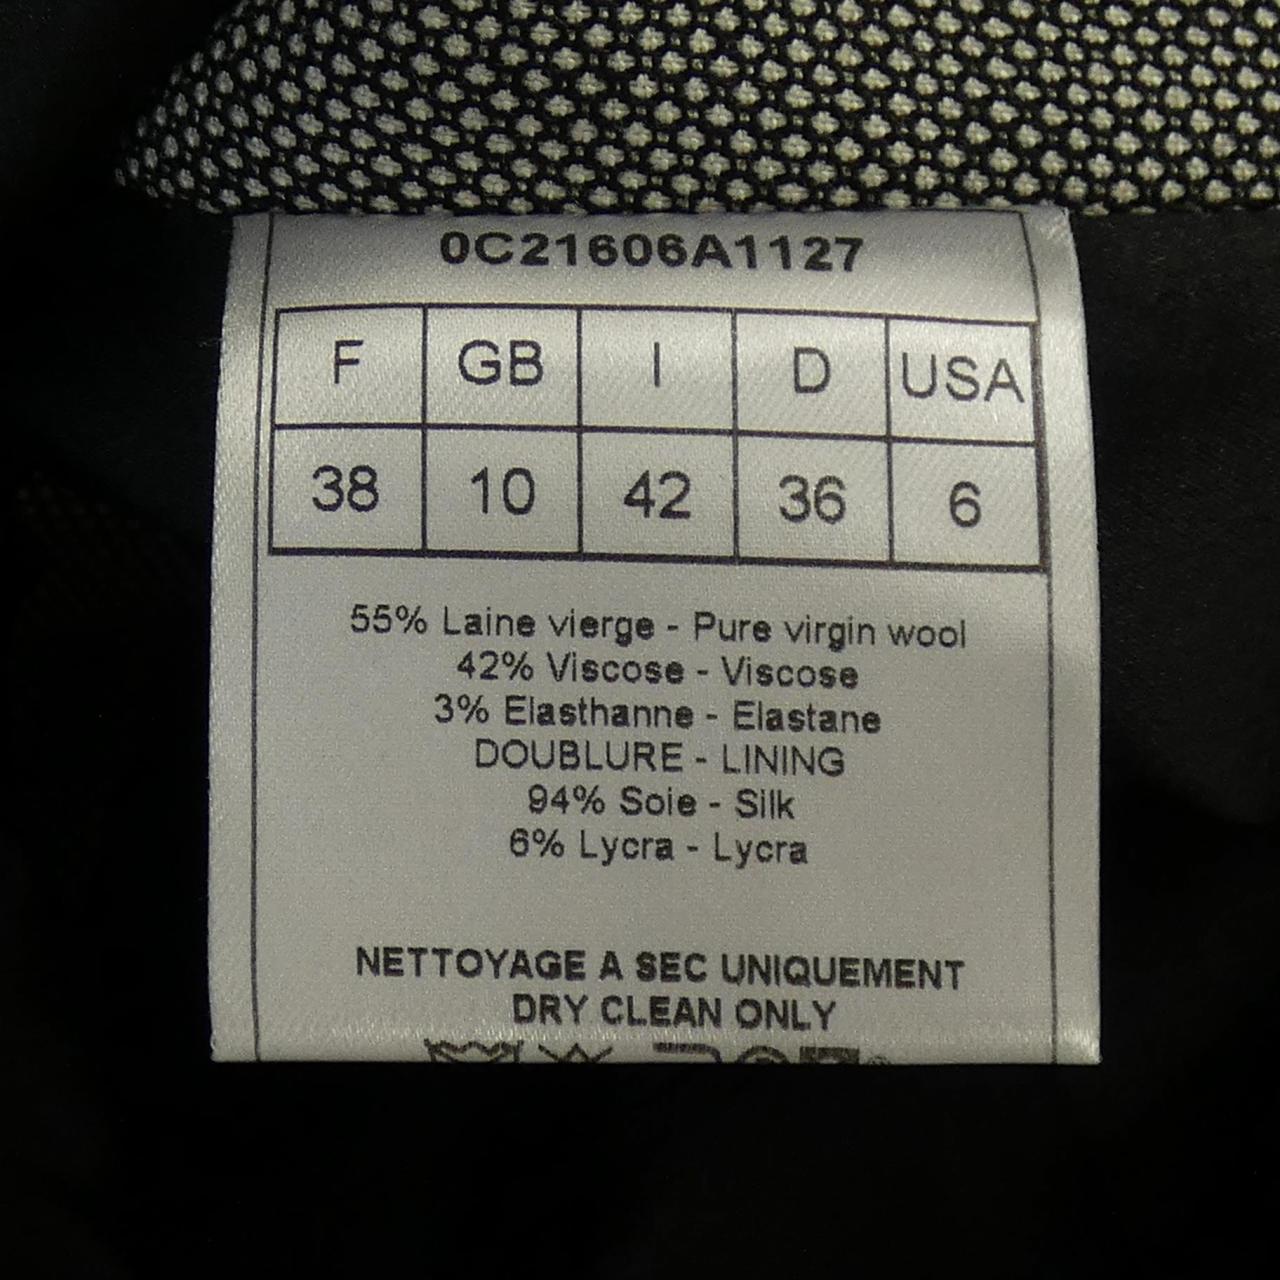 0C21606A1127
F GB I D USA
38 10 42 36 6
55% Laine vierge - Pure virgin wool
42% Viscose - Viscose
3% Elasthanne - Elastane
DOUBLURE - LINING
94% Soie - Silk
6% Lycra - Lycra
NETTOYAGE A SEC UNIQUEMENT
DRY CLEAN ONLY